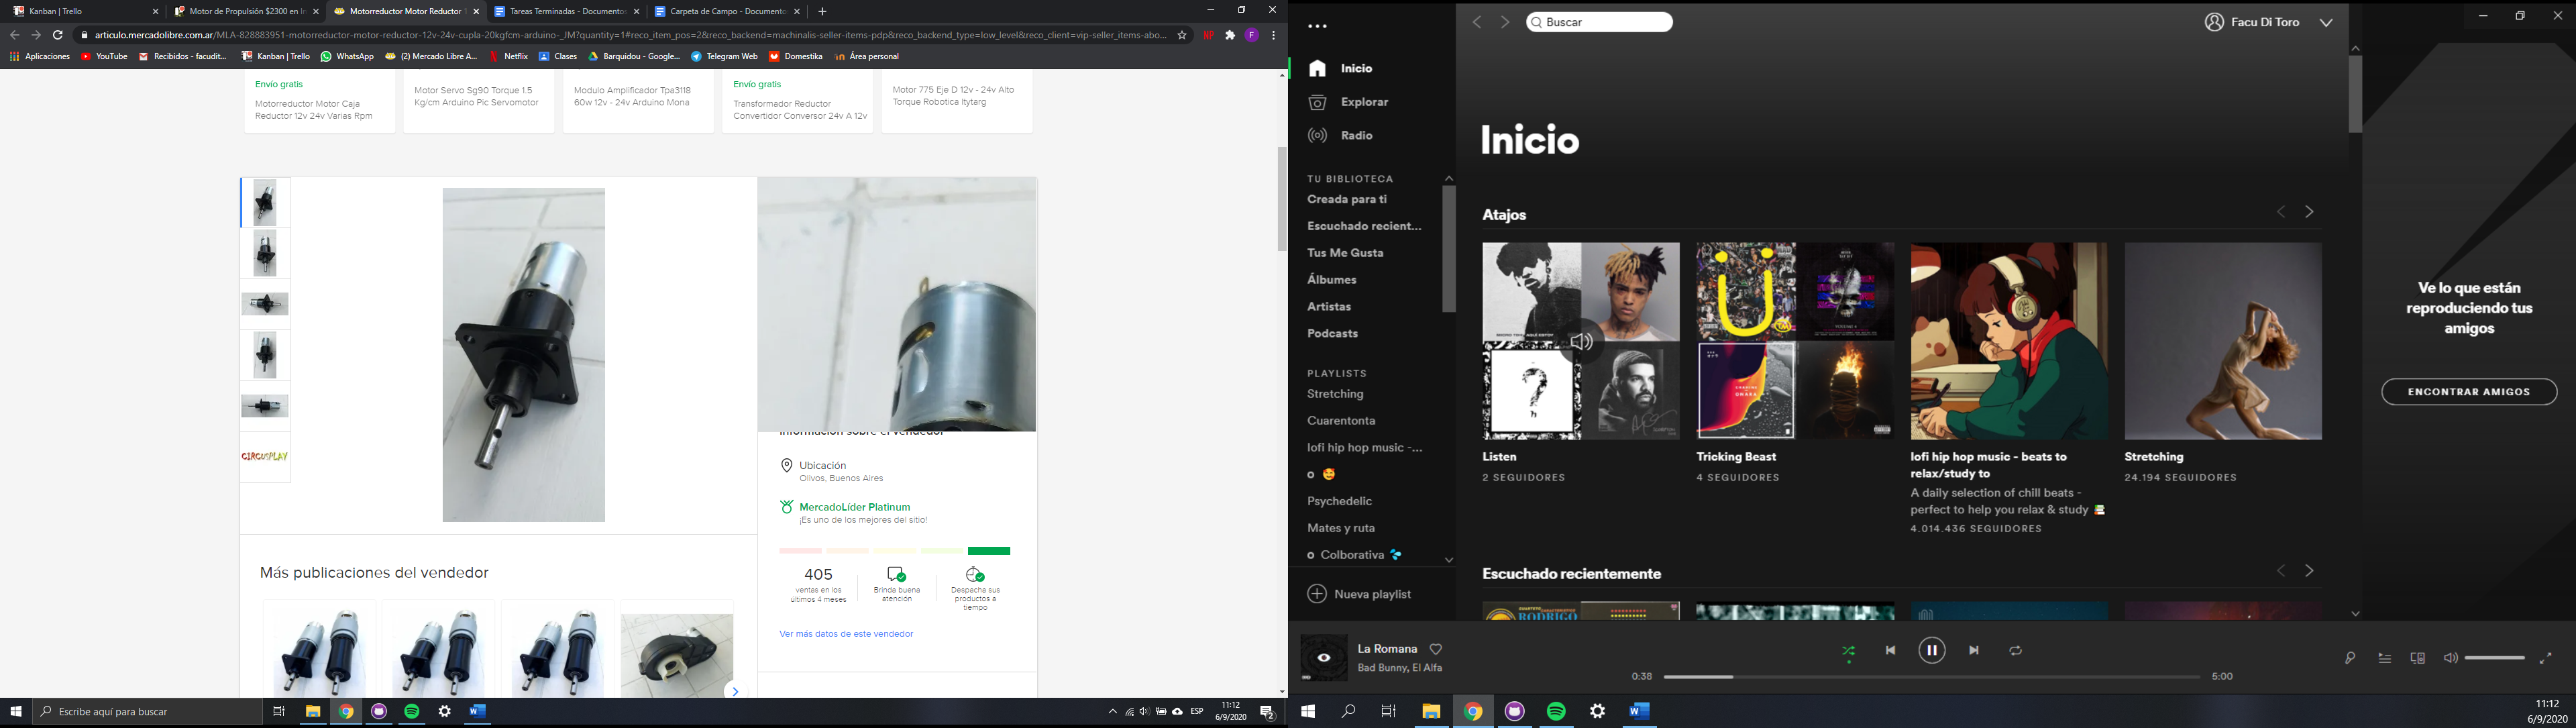 Kanban | Trello
Motor de Propulsión $2300 en
Motorreductor Motor Reductor
Tareas Terminadas - Documentos
Carpeta de Campo - Documento
articulo.mercadolibre.com.ar/MLA-828883951-motorreductor-motor-reductor-12v-24v-cupla-20kgfcm-arduino-_JM?quantity=1#reco_item_pos=2&reco_backend=machinalis-seller-items-pdp&reco_backend_type=low_level&reco_client=vip-seller_items-abo...
Aplicaciones
YouTube
Recibidos - facudit...
Kanban | Trello
WhatsApp
(2) Mercado Libre A...
Netflix
Clases
Barquidou - Google...
Telegram Web
Domestika
Área personal
Envío gratis
Motorreductor Motor Caja
Reductor 12v 24v Varias Rpm
Motor Servo Sg90 Torque 1.5
Kg/cm Arduino Pic Servomotor
Modulo Amplificador Tpa3118
60w 12v - 24v Arduino Mona
Envío gratis
Transformador Reductor
Convertidor Conversor 24v A 12v
Motor 775 Eje D 12v - 24v Alto
Torque Robotica Itytarg
CIRCUSPLAY
Información sobre el vendedor
Ubicación
Olivos, Buenos Aires
MercadoLíder Platinum
¡Es uno de los mejores del sitio!
405
ventas en los
últimos 4 meses
Brinda buena
atención
Despacha sus
productos a
tiempo
Ver más datos de este vendedor
Más publicaciones del vendedor
Escribe aquí para buscar
ESP
11:12
6/9/2020
2
Buscar
Facu Di Toro
Inicio
Explorar
Radio
TU BIBLIOTECA
Creada para ti
Escuchado recient...
Tus Me Gusta
Álbumes
Artistas
Podcasts
PLAYLISTS
Stretching
Cuarentonta
lofi hip hop music -...
🥰
Psychedelic
Mates y ruta
Colborativa 💦
Nueva playlist
Inicio
Atajos
Listen
2 SEGUIDORES
Tricking Beast
4 SEGUIDORES
lofi hip hop music - beats to
relax/study to
A daily selection of chill beats -
perfect to help you relax & study 📚
4.014.436 SEGUIDORES
Stretching
24.194 SEGUIDORES
Escuchado recientemente
RODRIGO
Ve lo que están
reproduciendo tus
amigos
ENCONTRAR AMIGOS
La Romana
Bad Bunny, El Alfa
0:38
5:00
11:12
6/9/2020